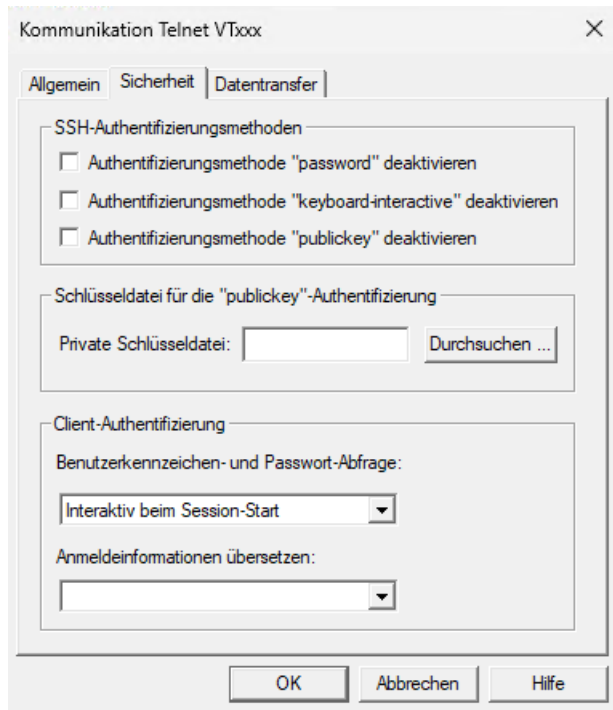 Kommunikation Telnet VTxxx
Allgemein Sicherheit Datentransfer
SSH-Authentifizierungsmethoden
Authentifizierungsmethode "password" deaktivieren
Authentifizierungsmethode "keyboard-interactive" deaktivieren
Authentifizierungsmethode "publickey" deaktivieren
Schlüsseldatei für die "publickey"-Authentifizierung
Private Schlüsseldatei: Durchsuchen ...
Client-Authentifizierung
Benutzerkennzeichen- und Passwort-Abfrage:
Interaktiv beim Session-Start
Anmeldeinformationen übersetzen:
OK Abbrechen Hilfe